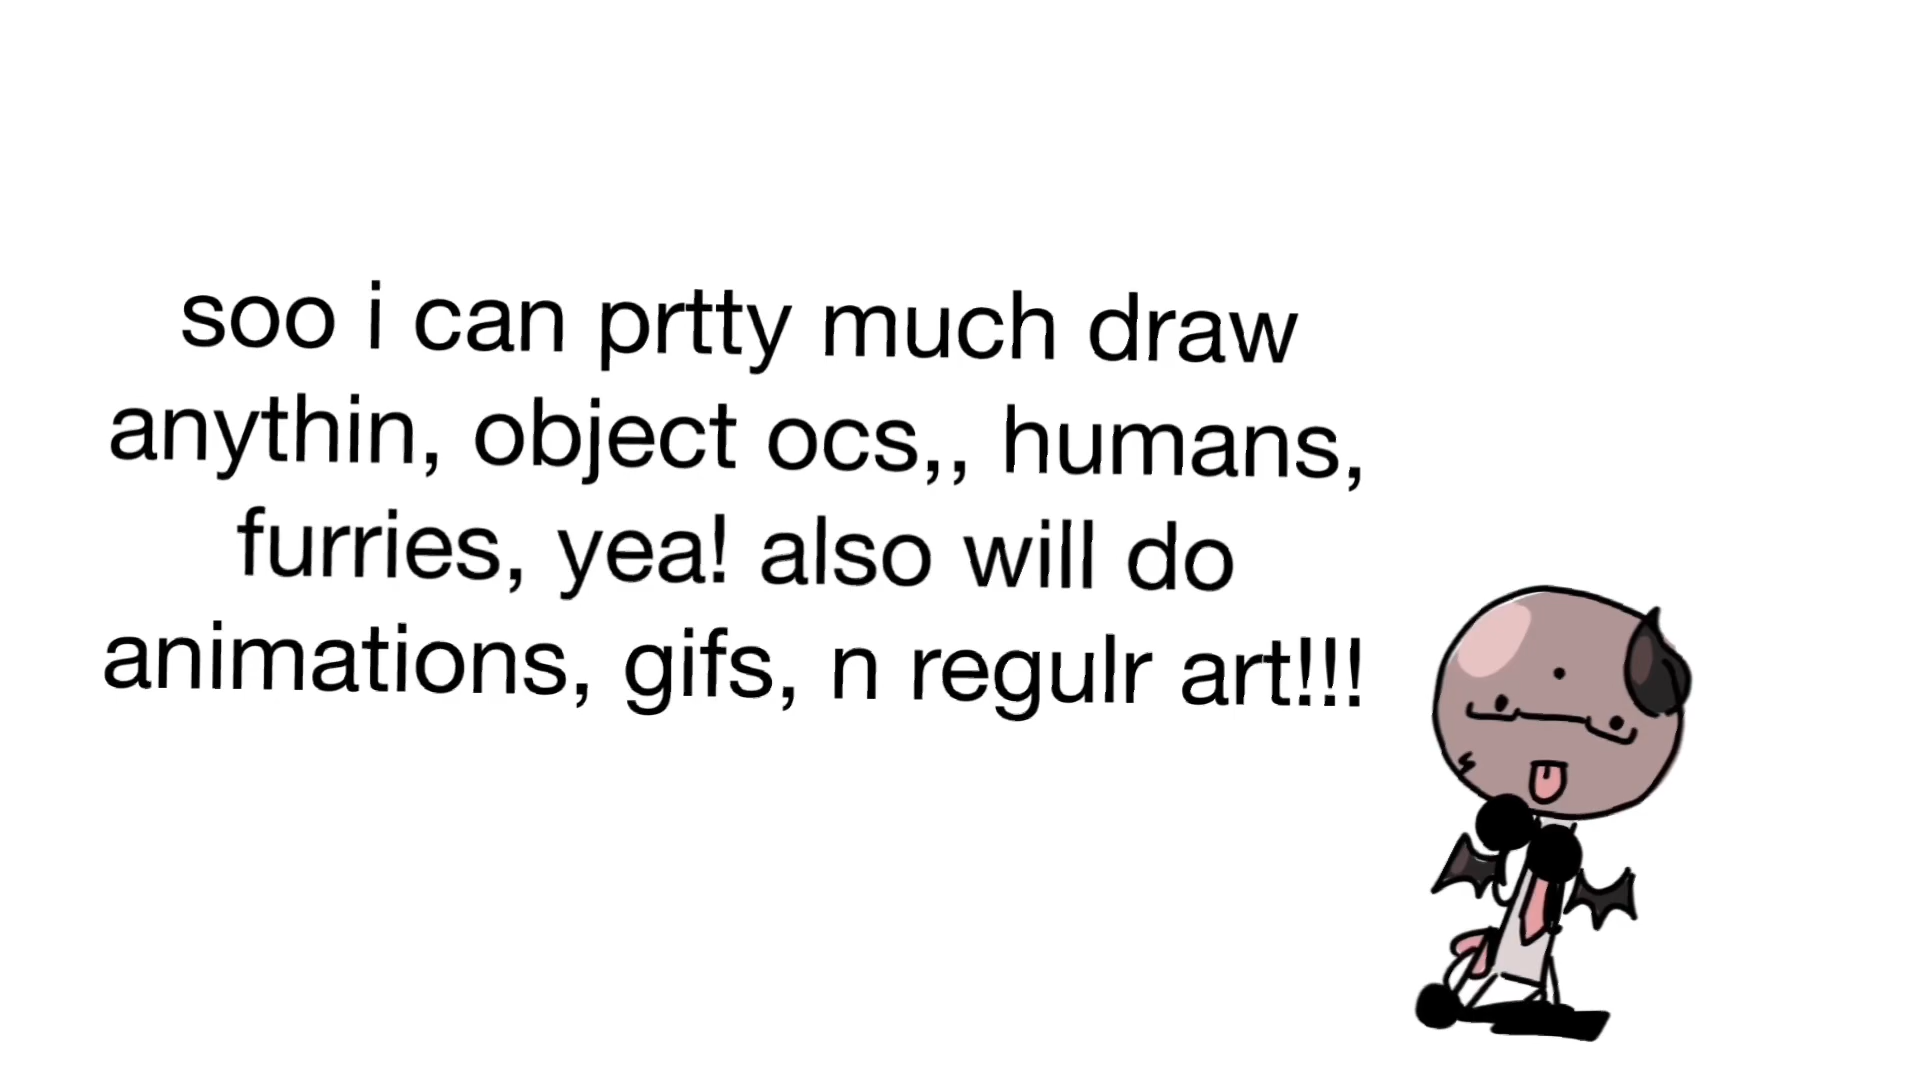 soo i can prtty much draw
anythin, object ocs,, humans,
furries, yea! also will do
animations, gifs, n regulr art!!!